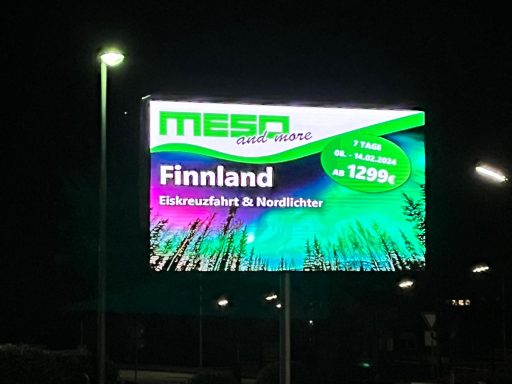 MESO
and more
7 TAGE
08. - 14.02.2024
AB 1299€
Finnland
Eiskreuzfahrt & Nordlichter